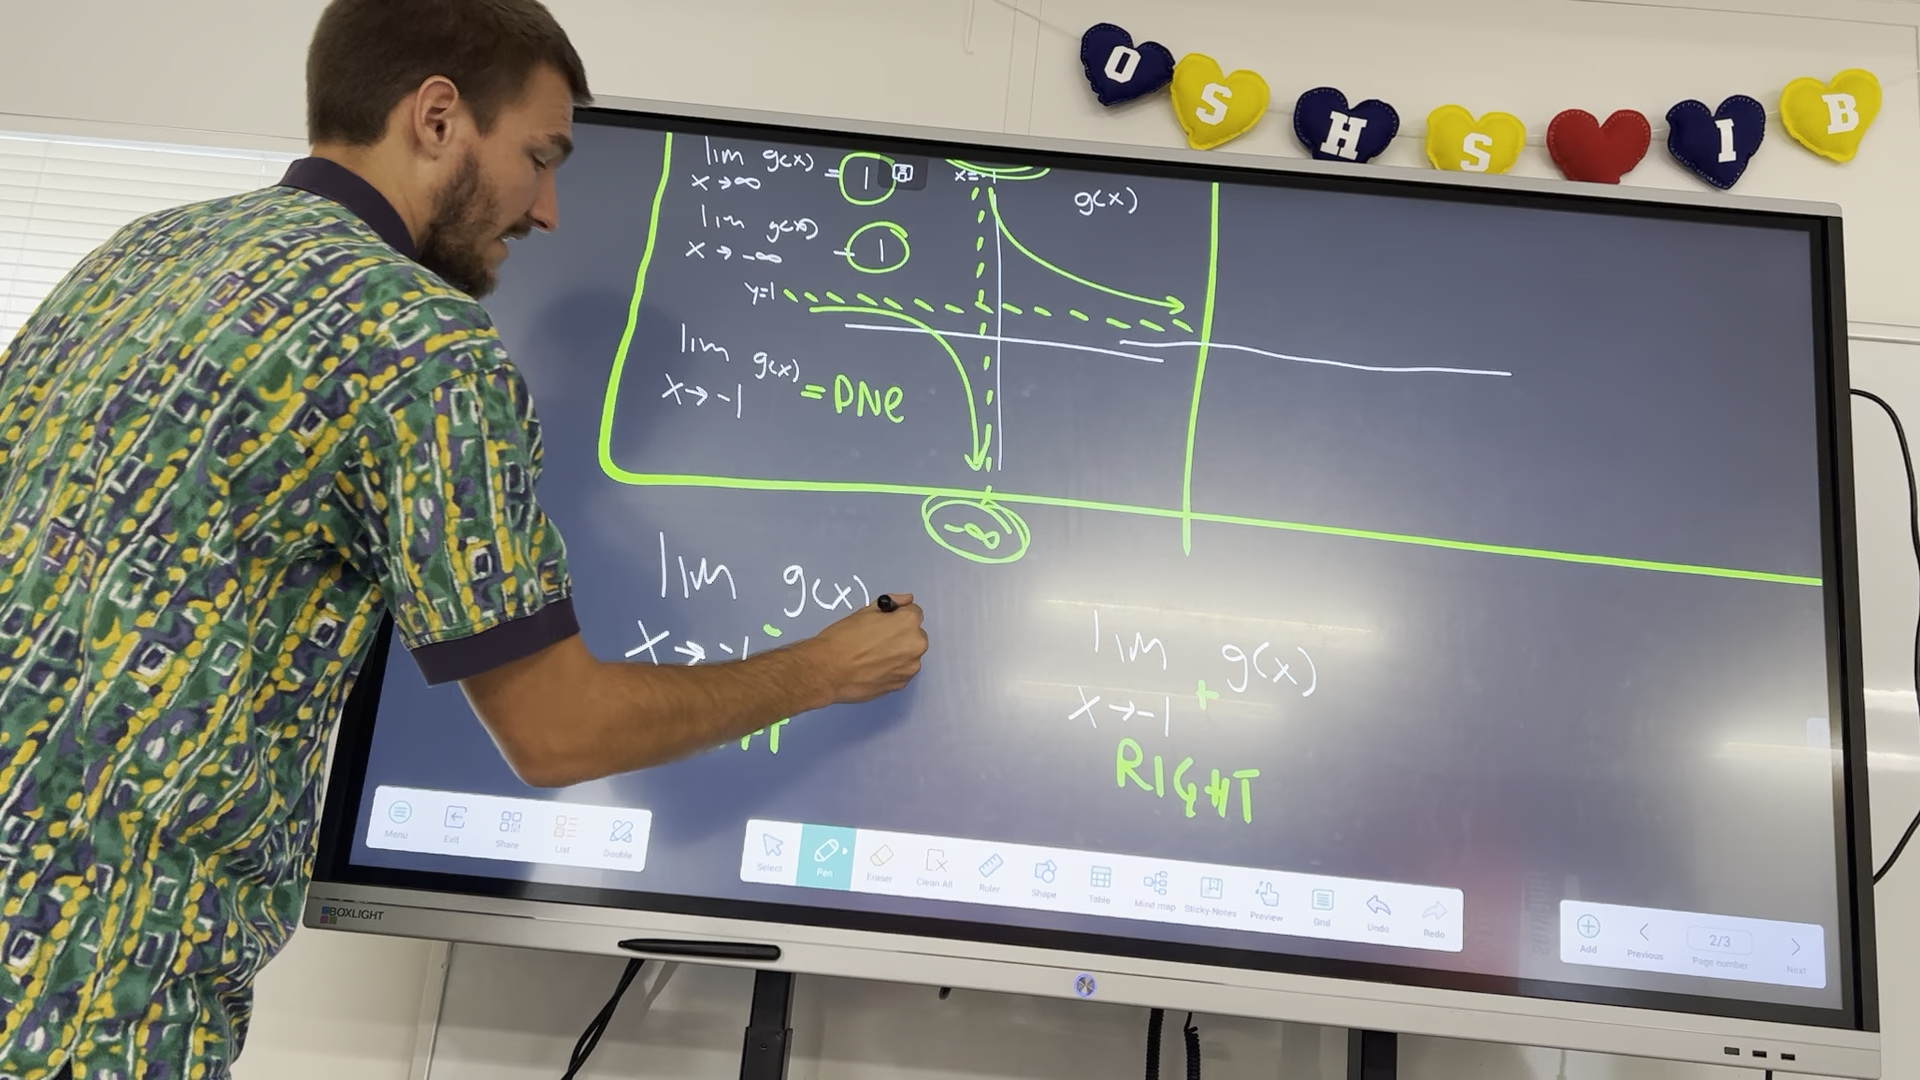 O S H S I B
lim g(x) = 1
x → ∞
x = -1
g(x)
lim g(x) = 1
x → -∞
y=1
lim g(x) = DNe
x → -1
-∞
lim g(x)
x → -1 -
lim g(x)
x → -1 +
RIGHT
Menu Exit Share List Double
Select Pen Eraser Clean All Ruler Shape Table Mind map Sticky-Notes Preview Grid Undo Redo
Add Previous 2/3 Page number Next
BOXLIGHT